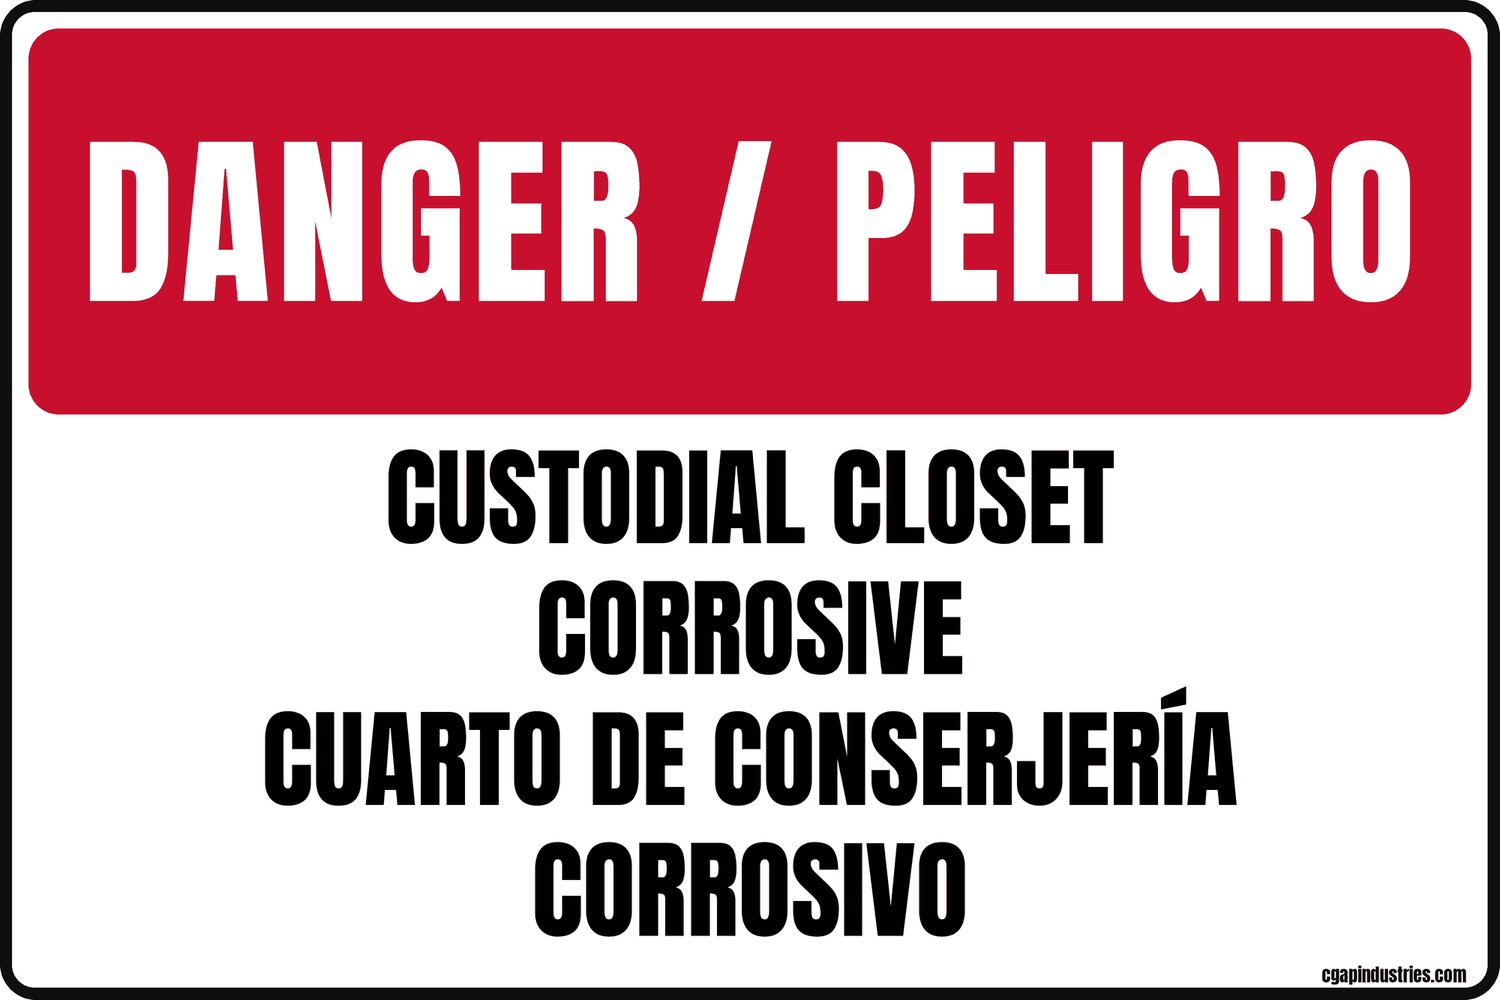 DANGER / PELIGRO
CUSTODIAL CLOSET
CORROSIVE
CUARTO DE CONSERJERÍA
CORROSIVO
cgapindustries.com